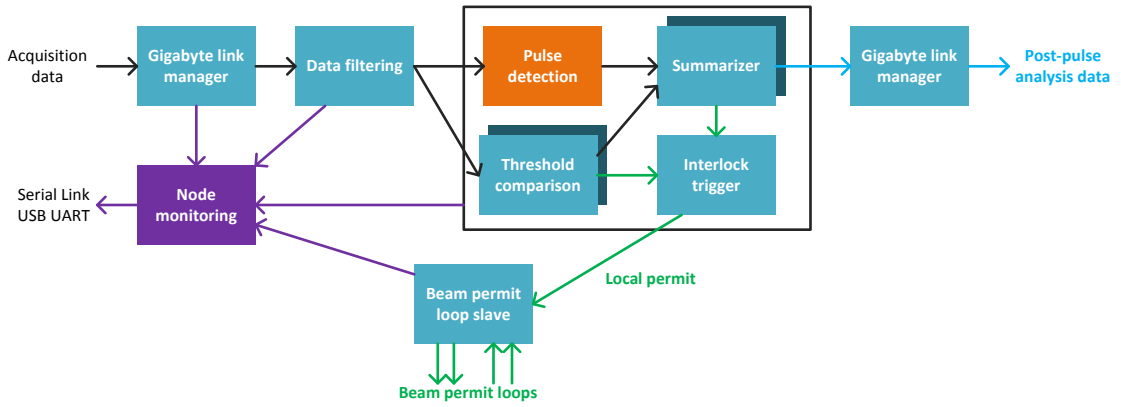 Acquisition
data
Gigabyte link
manager
Data filtering
Pulse
detection
Summarizer
Gigabyte link
manager
Post-pulse
analysis data
Threshold
comparison
Interlock
trigger
Serial Link
USB UART
Node
monitoring
Local permit
Beam permit
loop slave
Beam permit loops